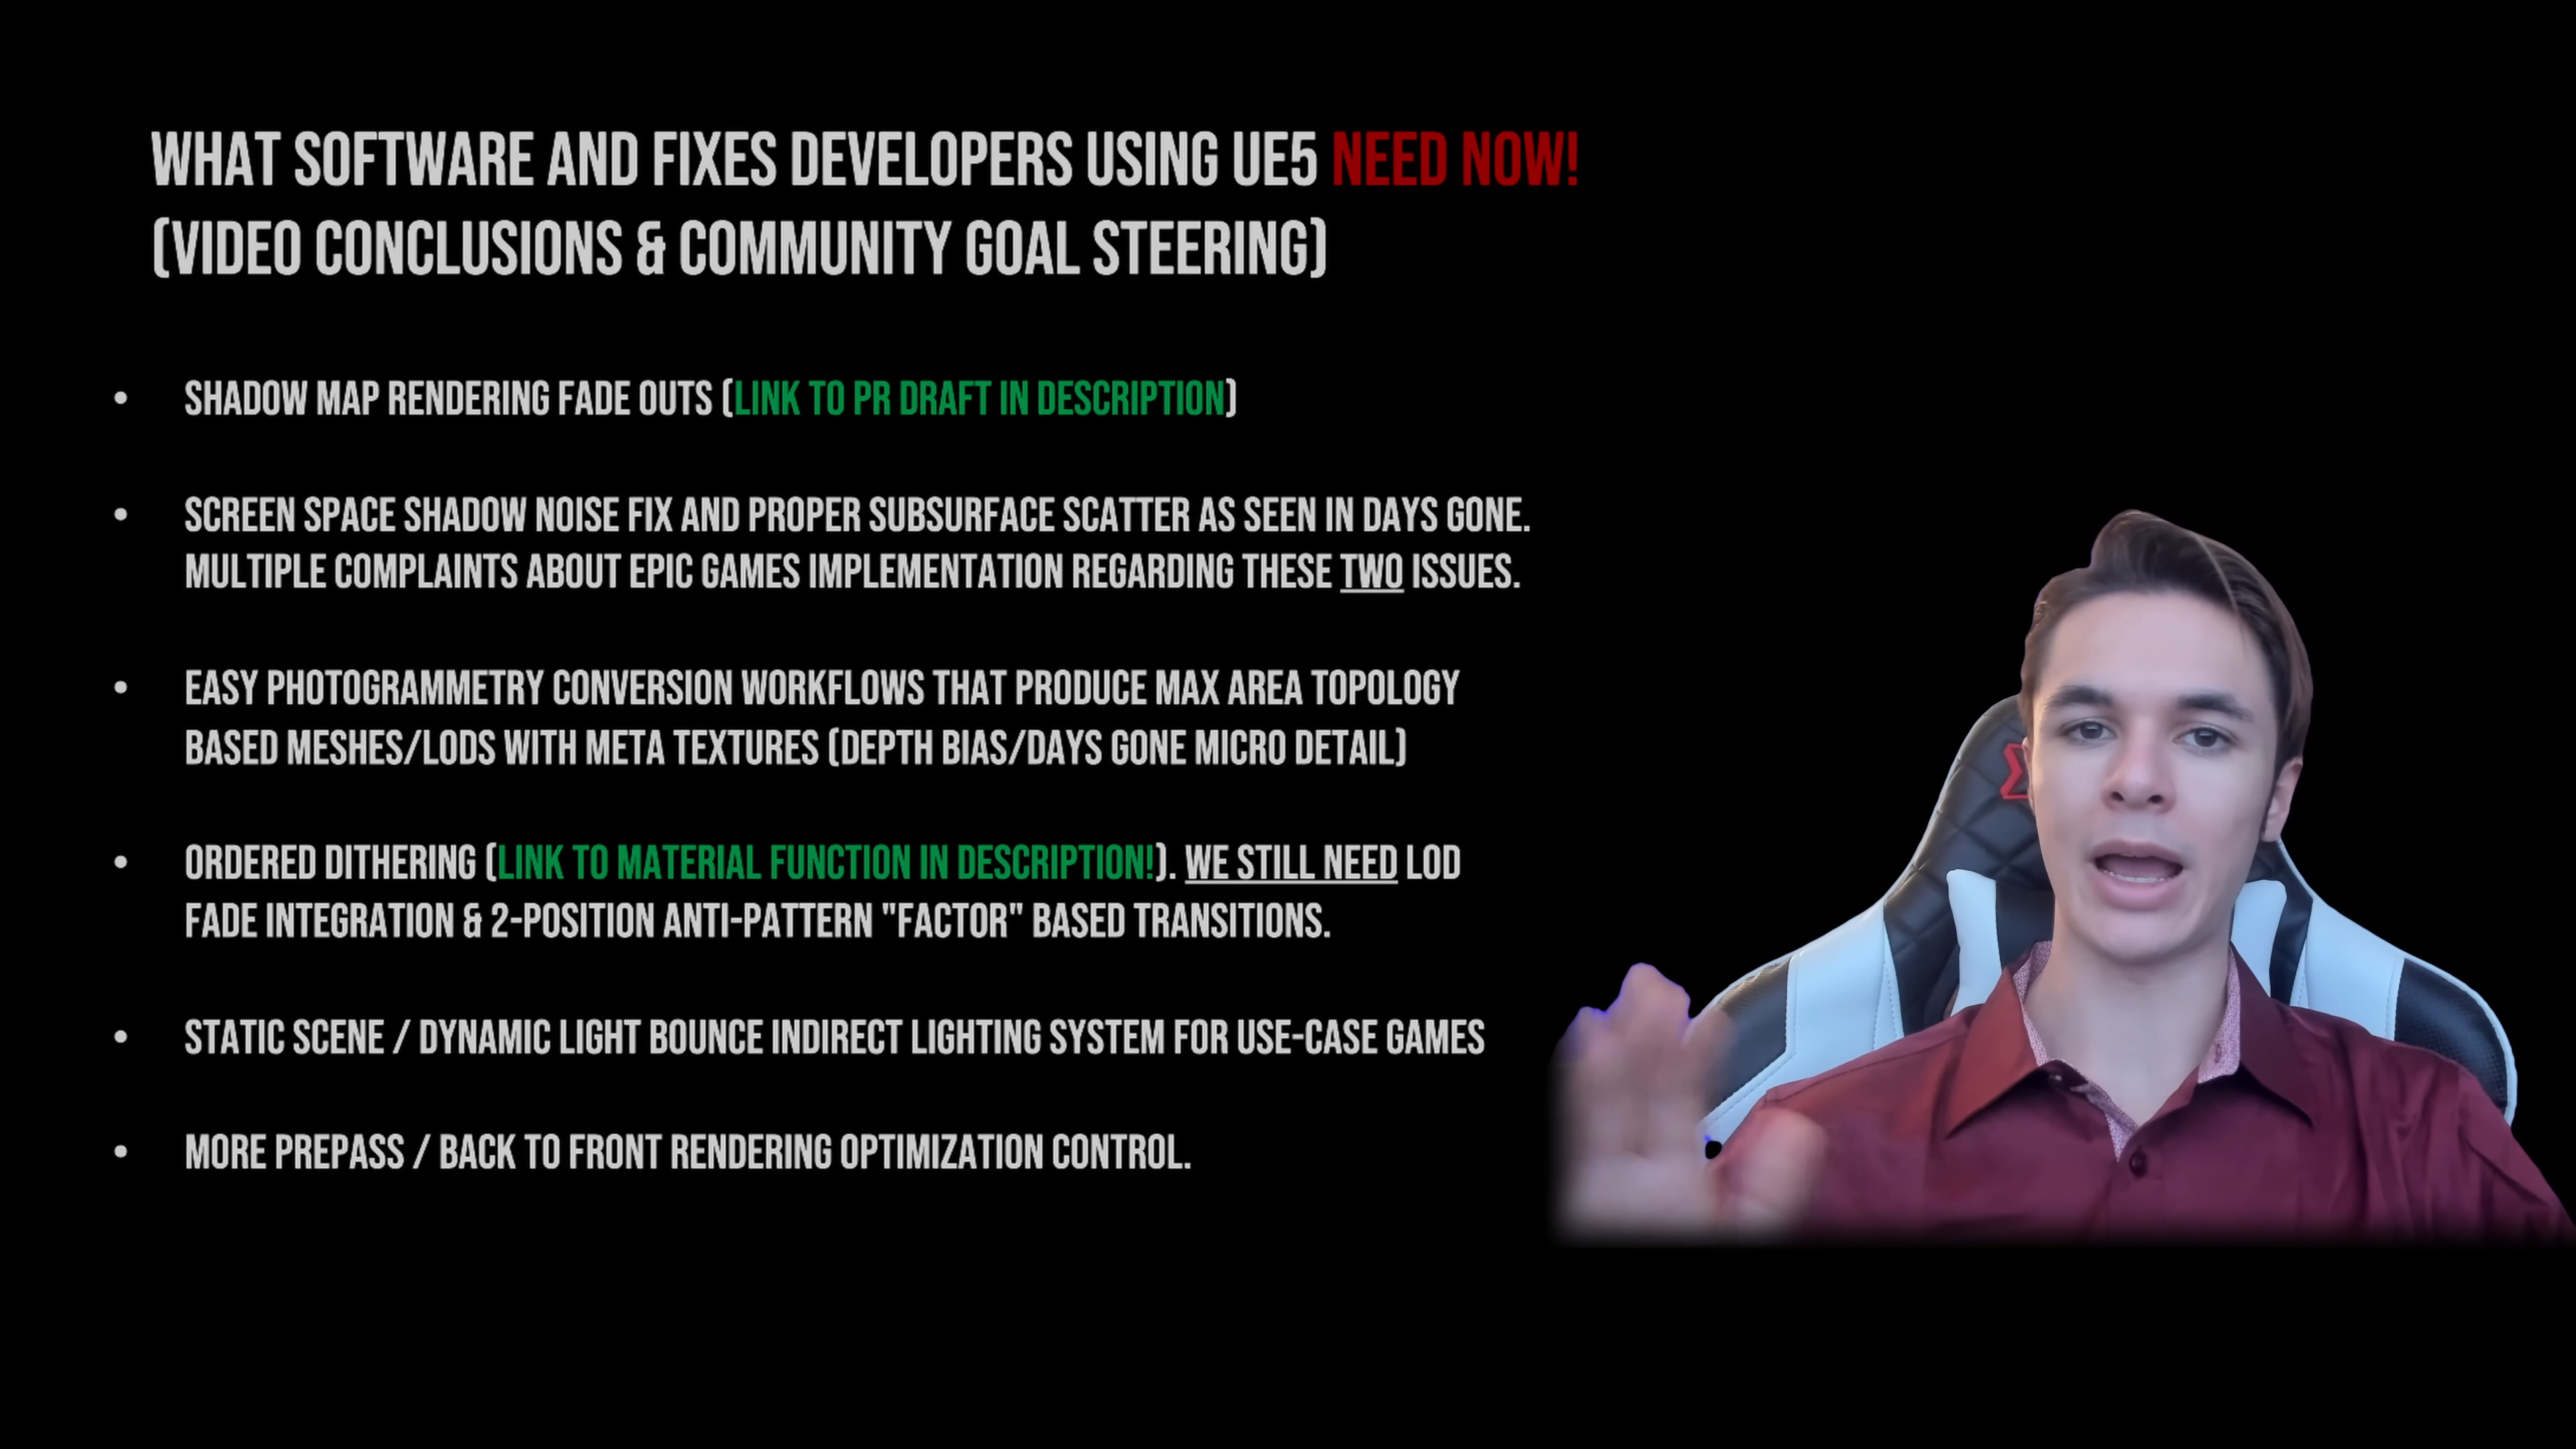 WHAT SOFTWARE AND FIXES DEVELOPERS USING UE5 NEED NOW!
(VIDEO CONCLUSIONS & COMMUNITY GOAL STEERING)
• SHADOW MAP RENDERING FADE OUTS (LINK TO PR DRAFT IN DESCRIPTION)
• SCREEN SPACE SHADOW NOISE FIX AND PROPER SUBSURFACE SCATTER AS SEEN IN DAYS GONE.
MULTIPLE COMPLAINTS ABOUT EPIC GAMES IMPLEMENTATION REGARDING THESE TWO ISSUES.
• EASY PHOTOGRAMMETRY CONVERSION WORKFLOWS THAT PRODUCE MAX AREA TOPOLOGY
BASED MESHES/LODS WITH META TEXTURES (DEPTH BIAS/DAYS GONE MICRO DETAIL)
• ORDERED DITHERING (LINK TO MATERIAL FUNCTION IN DESCRIPTION!). WE STILL NEED LOD
FADE INTEGRATION & 2-POSITION ANTI-PATTERN "FACTOR" BASED TRANSITIONS.
• STATIC SCENE / DYNAMIC LIGHT BOUNCE INDIRECT LIGHTING SYSTEM FOR USE-CASE GAMES
• MORE PREPASS / BACK TO FRONT RENDERING OPTIMIZATION CONTROL.